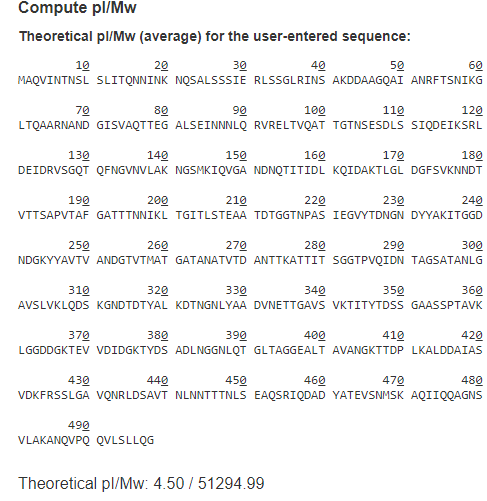 Compute pI/Mw
Theoretical pI/Mw (average) for the user-entered sequence:
10 20 30 40 50 60
MAQVINTNSL SLITQNNINK NQSALSSSIE RLSSGLRINS AKDDAAGQAI ANRFTSNIKG
70 80 90 100 110 120
LTQAARNAND GISVAQTTEG ALSEINNNLQ RVRELTVQAT TGTNSESDLS SIQDEIKSRL
130 140 150 160 170 180
DEIDRVSGQT QFNGVNVLAK NGSMKIQVGA NDNQTITIDL KQIDAKTLGL DGFSVKNNDT
190 200 210 220 230 240
VTTSAPVTAF GATTTNNIKL TGITLSTEAA TDTGGTNPAS IEGVYTDNGN DYYAKITGGD
250 260 270 280 290 300
NDGKYYAVTV ANDGTVTMAT GATANATVTD ANTTKATTIT SGGTPVQIDN TAGSATANLG
310 320 330 340 350 360
AVSLVKLQDS KGNDTDTYAL KDTNGNLYAA DVNETTGAVS VKTITYTDSS GAASSPTAVK
370 380 390 400 410 420
LGGDDGKTEV VDIDGKTYDS ADLNGGNLQT GLTAGGEALT AVANGKTTDP LKALDDAIAS
430 440 450 460 470 480
VDKFRSSLGA VQNRLDSAVT NLNNTTTNLS EAQSRIQDAD YATEVSNMSK AQIIQQAGNS
490
VLAKANQVPQ QVLSLLQG
Theoretical pI/Mw: 4.50 / 51294.99